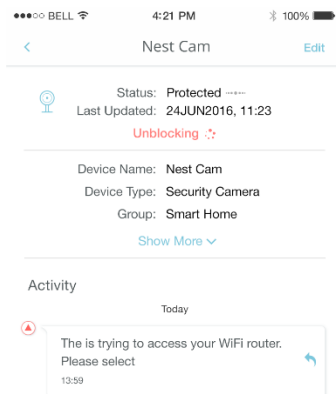 BELL 4:21 PM 100%
Nest Cam Edit
Status: Protected
Last Updated: 24JUN2016, 11:23
Unblocking
Device Name: Nest Cam
Device Type: Security Camera
Group: Smart Home
Show More
Activity
Today
The is trying to access your WiFi router.
Please select
13:59